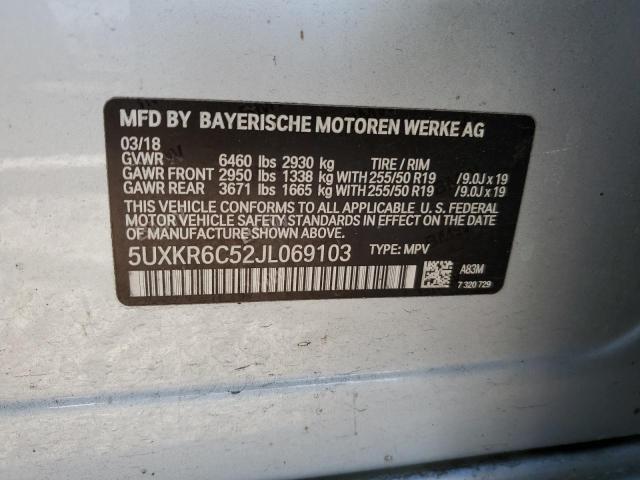 MFD BY BAYERISCHE MOTOREN WERKE AG
03/18
GVWR 6460 lbs 2930 kg TIRE / RIM
GAWR FRONT 2950 lbs 1338 kg WITH 255/50 R19 /9.0J x 19
GAWR REAR 3671 lbs 1665 kg WITH 255/50 R19 /9.0J x 19
THIS VEHICLE CONFORMS TO ALL APPLICABLE U. S. FEDERAL
MOTOR VEHICLE SAFETY STANDARDS IN EFFECT ON THE DATE
OF MANUFACTURE SHOWN ABOVE.
5UXKR6C52JL069103 TYPE: MPV
A83M
7 320 729